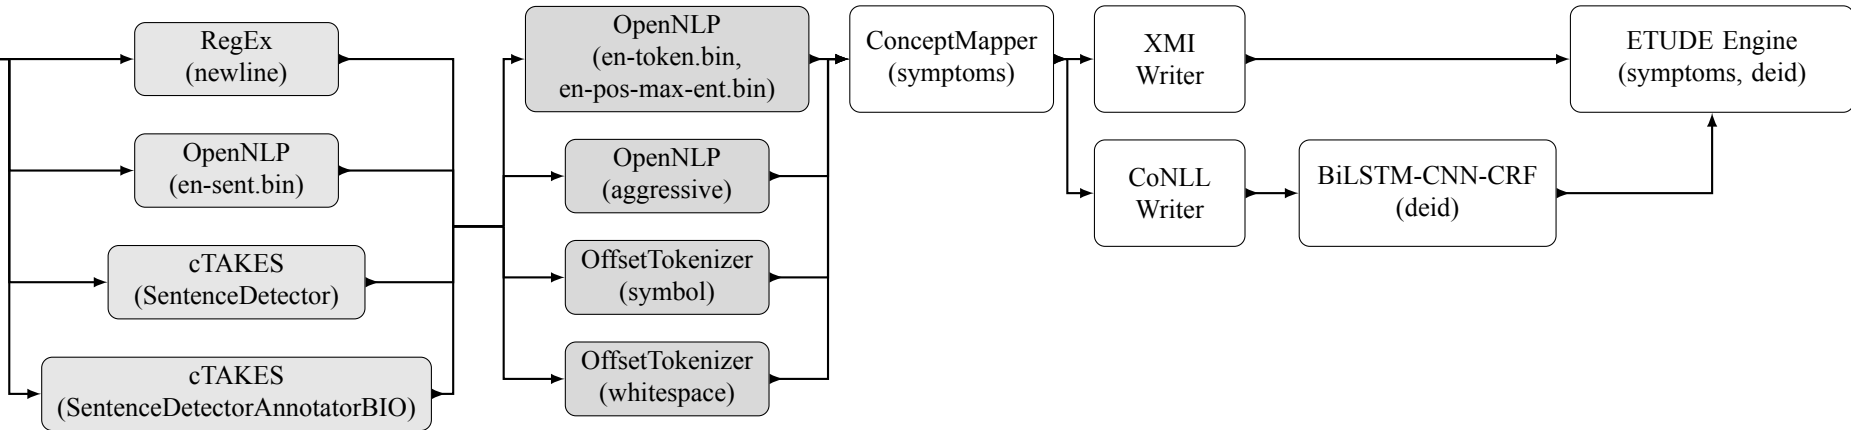 RegEx
(newline)
OpenNLP
(en-sent.bin)
cTAKES
(SentenceDetector)
cTAKES
(SentenceDetectorAnnotatorBIO)
OpenNLP
(en-token.bin,
en-pos-max-ent.bin)
OpenNLP
(aggressive)
OffsetTokenizer
(symbol)
OffsetTokenizer
(whitespace)
ConceptMapper
(symptoms)
XMI
Writer
CoNLL
Writer
BiLSTM-CNN-CRF
(deid)
ETUDE Engine
(symptoms, deid)